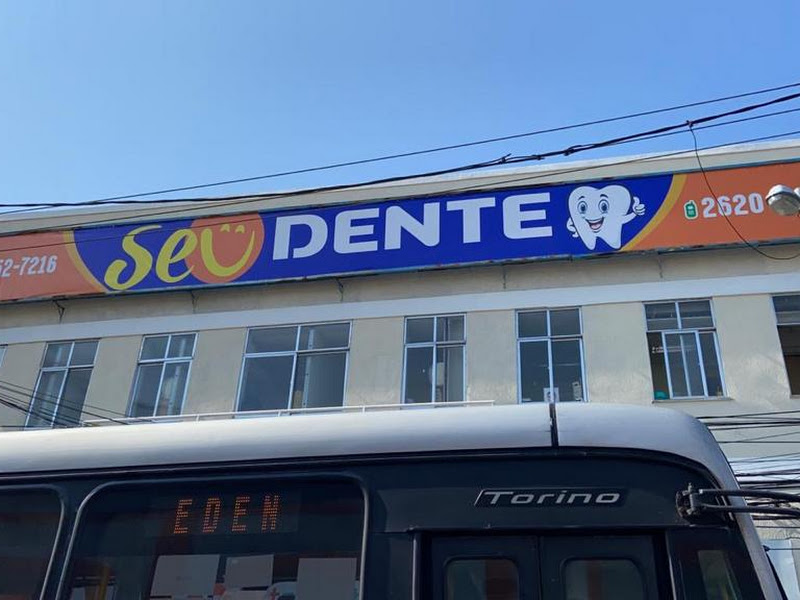 52-7216
seu DENTE
2620
EDEN
Torino